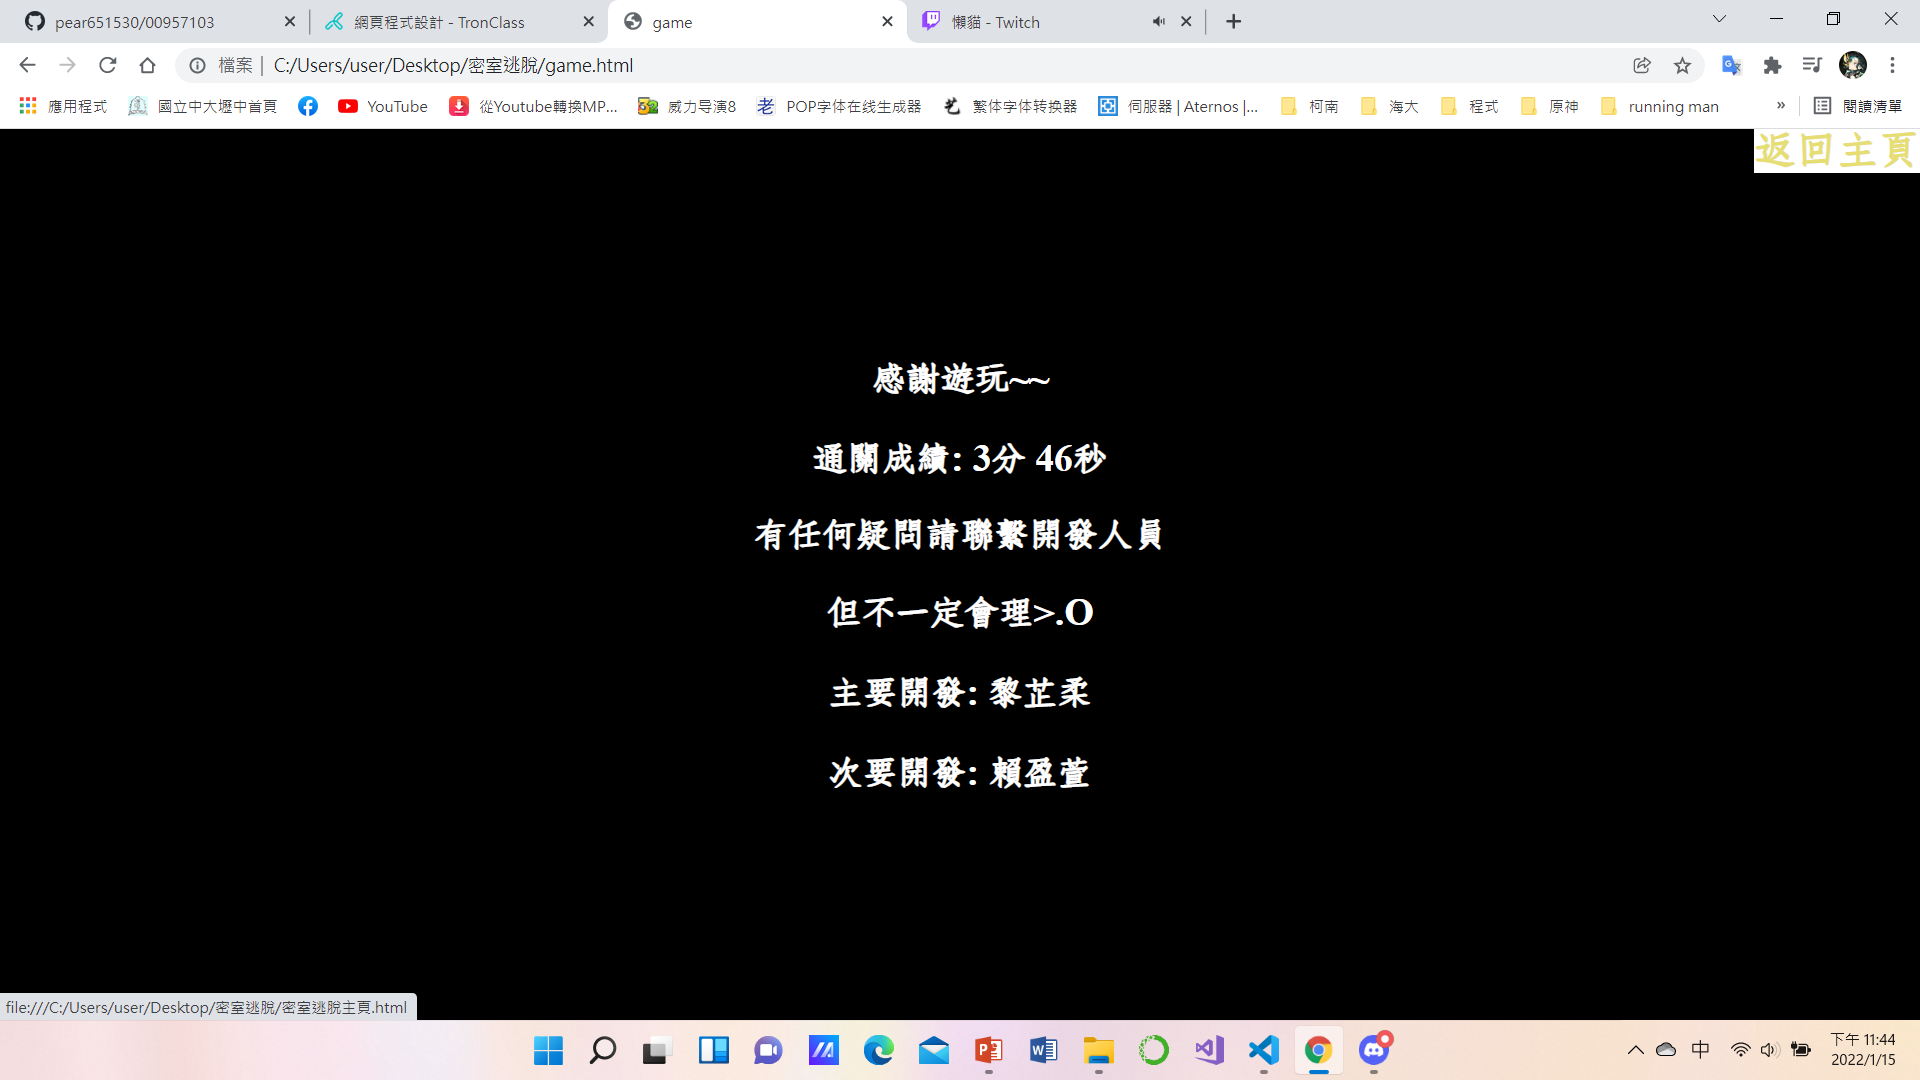 pear651530/00957103
網頁程式設計 - TronClass
game
懶貓 - Twitch
檔案 | C:/Users/user/Desktop/密室逃脫/game.html
應用程式
國立中大壢中首頁
YouTube
從Youtube轉換MP...
威力导演8
POP字体在线生成器
繁体字体转换器
伺服器 | Aternos |...
柯南
海大
程式
原神
running man
»
閱讀清單
返回主頁
感謝遊玩~~
通關成績: 3分 46秒
有任何疑問請聯繫開發人員
但不一定會理>.O
主要開發: 黎芷柔
次要開發: 賴盈萱
file:///C:/Users/user/Desktop/密室逃脫/密室逃脫主頁.html
中
下午 11:44
2022/1/15